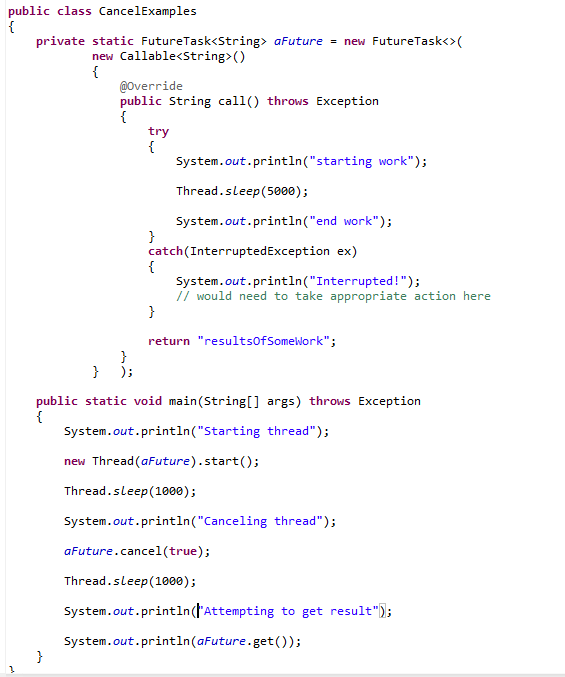 public class CancelExamples
{
    private static FutureTask<String> aFuture = new FutureTask<>(
            new Callable<String>()
            {
                @Override
                public String call() throws Exception
                {
                    try
                    {
                        System.out.println("starting work");
                        Thread.sleep(5000);
                        System.out.println("end work");
                    }
                    catch(InterruptedException ex)
                    {
                        System.out.println("Interrupted!");
                        // would need to take appropriate action here
                    }
                    return "resultsOfSomeWork";
                }
            }   );
    public static void main(String[] args) throws Exception
    {
        System.out.println("Starting thread");
        new Thread(aFuture).start();
        Thread.sleep(1000);
        System.out.println("Canceling thread");
        aFuture.cancel(true);
        Thread.sleep(1000);
        System.out.println("Attempting to get result");
        System.out.println(aFuture.get());
    }
}